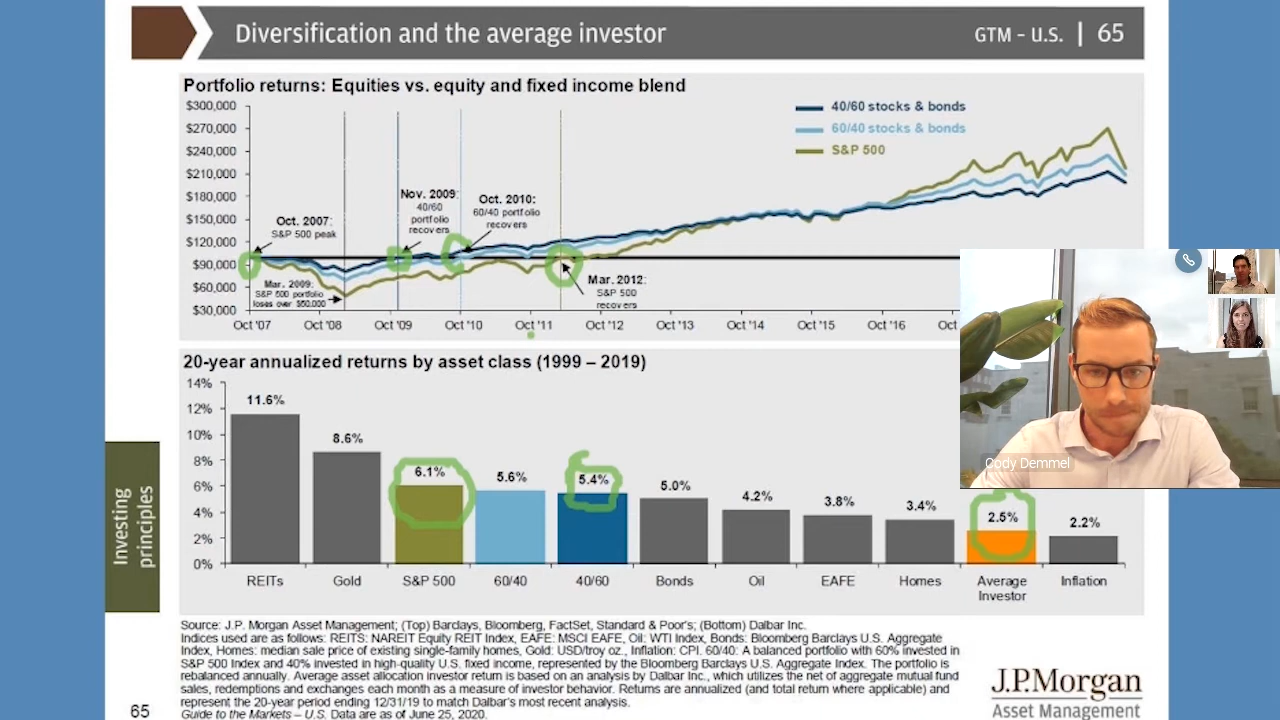 Diversification and the average investor
GTM – U.S. | 65
Portfolio returns: Equities vs. equity and fixed income blend
$300,000
$270,000
$240,000
$210,000
$180,000
$150,000
$120,000
$90,000
$60,000
$30,000
40/60 stocks & bonds
60/40 stocks & bonds
S&P 500
Oct. 2007:
S&P 500 peak
Mar. 2009:
S&P 500 portfolio
loses over $50,000
Nov. 2009:
40/60
portfolio
recovers
Oct. 2010:
60/40 portfolio
recovers
Mar. 2012:
S&P 500
recovers
Oct '07 Oct '08 Oct '09 Oct '10 Oct '11 Oct '12 Oct '13 Oct '14 Oct '15 Oct '16 Oct
Cody Demmel
20-year annualized returns by asset class (1999 – 2019)
14%
12%
10%
8%
6%
4%
2%
0%
11.6% 8.6% 6.1% 5.6% 5.4% 5.0% 4.2% 3.8% 3.4% 2.5% 2.2%
REITs Gold S&P 500 60/40 40/60 Bonds Oil EAFE Homes Average Inflation
Investor
Investing
principles
Source: J.P. Morgan Asset Management; (Top) Barclays, Bloomberg, FactSet, Standard & Poor's; (Bottom) Dalbar Inc.
Indices used are as follows: REITS: NAREIT Equity REIT Index, EAFE: MSCI EAFE, Oil: WTI Index, Bonds: Bloomberg Barclays U.S. Aggregate
Index, Homes: median sale price of existing single-family homes, Gold: USD/troy oz., Inflation: CPI. 60/40: A balanced portfolio with 60% invested in
S&P 500 Index and 40% invested in high-quality U.S. fixed income, represented by the Bloomberg Barclays U.S. Aggregate Index. The portfolio is
rebalanced annually. Average asset allocation investor return is based on an analysis by Dalbar Inc., which utilizes the net of aggregate mutual fund
sales, redemptions and exchanges each month as a measure of investor behavior. Returns are annualized (and total return where applicable) and
represent the 20-year period ending 12/31/19 to match Dalbar's most recent analysis.
Guide to the Markets – U.S. Data are as of June 25, 2020.
J.P.Morgan
Asset Management
65